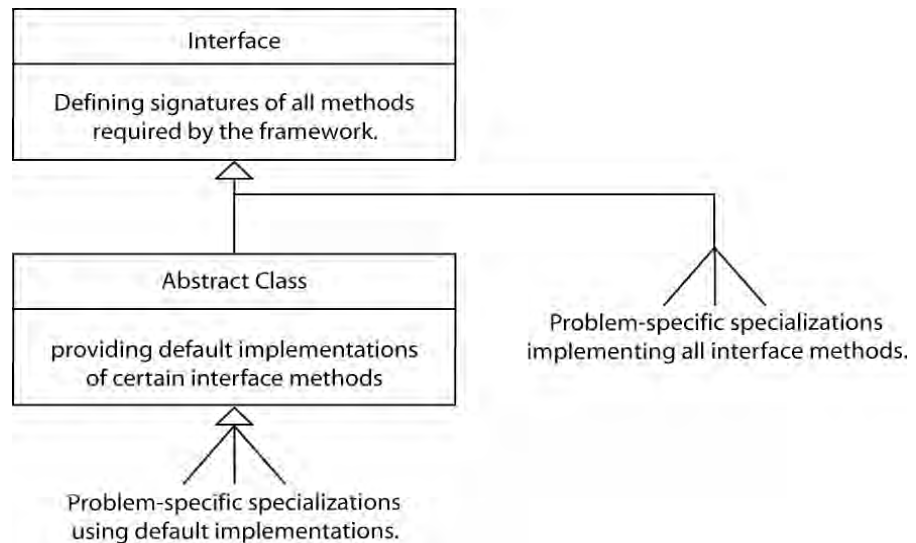 Interface
Defining signatures of all methods
required by the framework.
Abstract Class
providing default implementations
of certain interface methods
Problem-specific specializations
implementing all interface methods.
Problem-specific specializations
using default implementations.